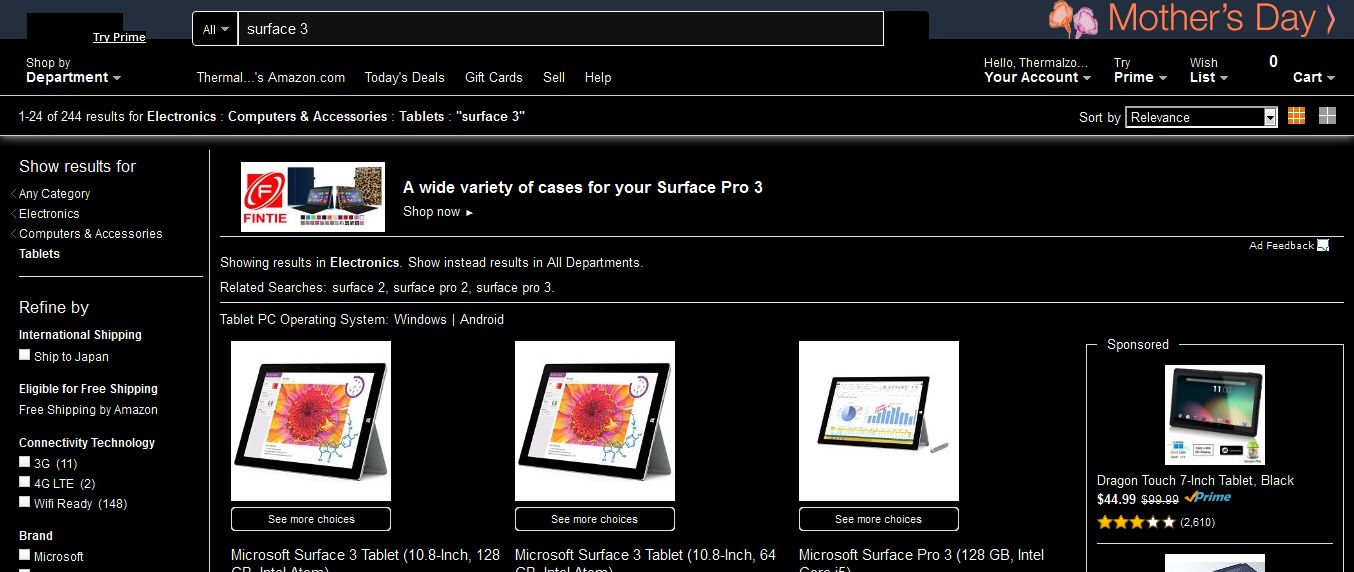 Mother's Day
Try Prime
All
surface 3
Shop by
Department
Thermal...'s Amazon.com
Today's Deals
Gift Cards
Sell
Help
Hello, Thermalzo...
Your Account
Try
Prime
Wish
List
0
Cart
1-24 of 244 results for Electronics : Computers & Accessories : Tablets : "surface 3"
Sort by
Relevance
Show results for
Any Category
Electronics
Computers & Accessories
Tablets
Refine by
International Shipping
Ship to Japan
Eligible for Free Shipping
Free Shipping by Amazon
Connectivity Technology
3G (11)
4G LTE (2)
Wifi Ready (148)
Brand
Microsoft
FINTIE
A wide variety of cases for your Surface Pro 3
Shop now
Ad Feedback
Showing results in Electronics. Show instead results in All Departments.
Related Searches: surface 2, surface pro 2, surface pro 3.
Tablet PC Operating System: Windows | Android
See more choices
Microsoft Surface 3 Tablet (10.8-Inch, 128
GB, Intel Atom)
See more choices
Microsoft Surface 3 Tablet (10.8-Inch, 64
GB, Intel Atom)
See more choices
Microsoft Surface Pro 3 (128 GB, Intel
Core i5)
Sponsored
Dragon Touch 7-Inch Tablet, Black
$44.99 $99.99 Prime
(2,610)